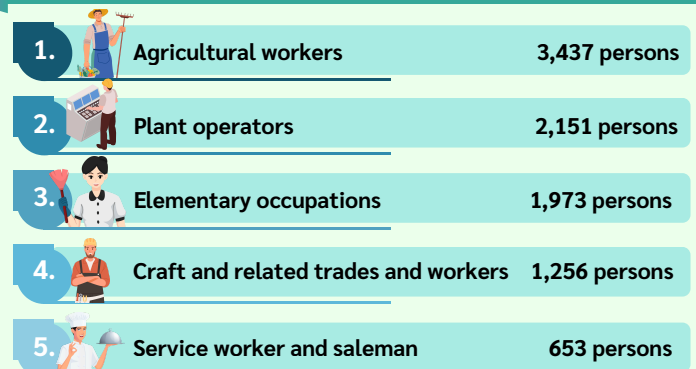 1. Agricultural workers 3,437 persons
2. Plant operators 2,151 persons
3. Elementary occupations 1,973 persons
4. Craft and related trades and workers 1,256 persons
5. Service worker and saleman 653 persons